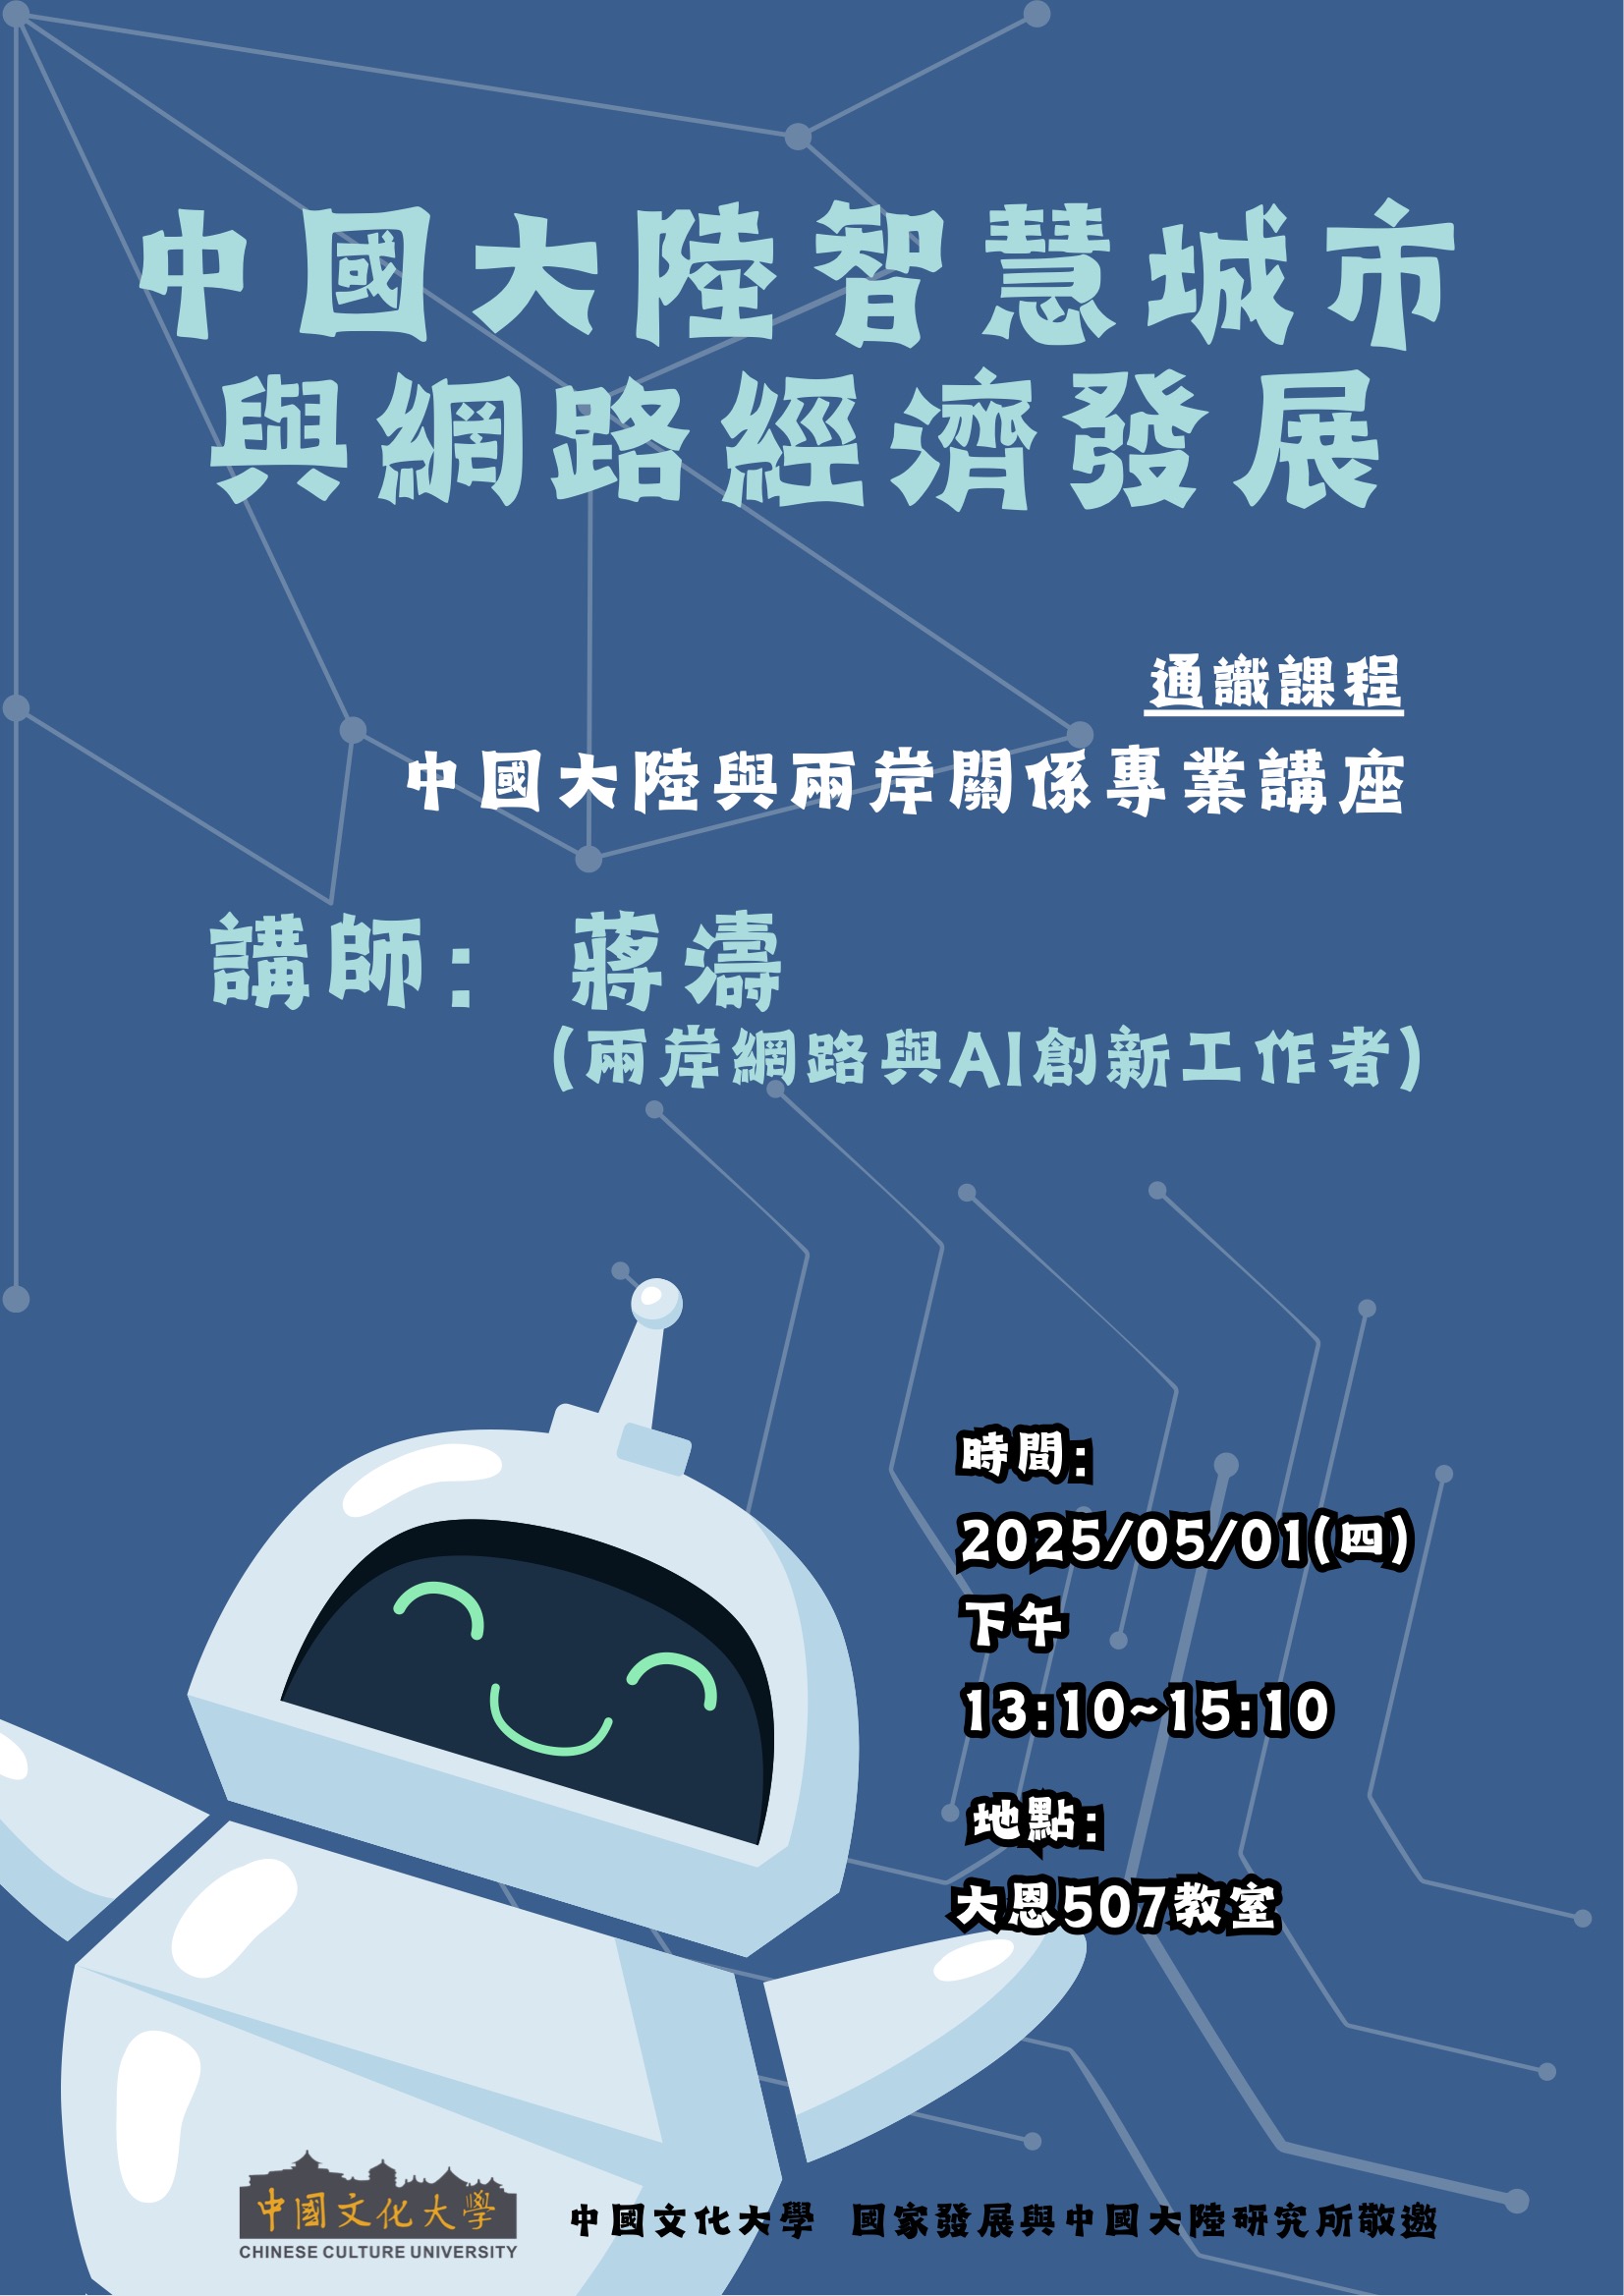 中國大陸智慧城市
與網路經濟發展
通識課程
中國大陸與兩岸關係專業講座
講師: 蔣濤
(兩岸網路與AI創新工作者)
時間:
2025/05/01(四)
下午
13:10~15:10
地點:
大恩507教室
中國文化大學
CHINESE CULTURE UNIVERSITY
中國文化大學 國家發展與中國大陸研究所敬邀